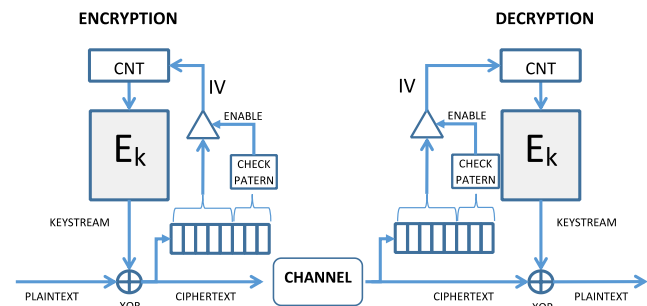 ENCRYPTION
DECRYPTION
CNT
IV
IV
CNT
ENABLE
ENABLE
Ek
CHECK
PATERN
CHECK
PATERN
Ek
KEYSTREAM
KEYSTREAM
CHANNEL
PLAINTEXT
CIPHERTEXT
CIPHERTEXT
PLAINTEXT
XOR
XOR